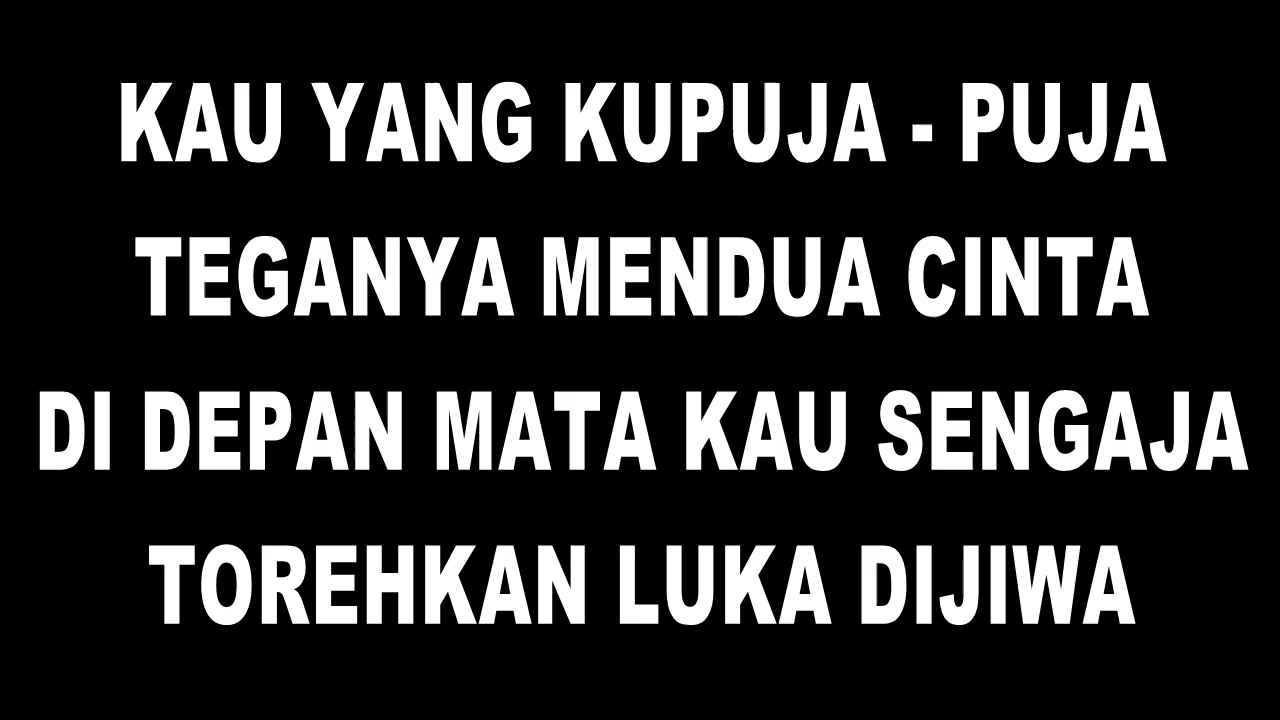 KAU YANG KUPUJA - PUJA
TEGANYA MENDUA CINTA
DI DEPAN MATA KAU SENGAJA
TOREHKAN LUKA DIJIWA